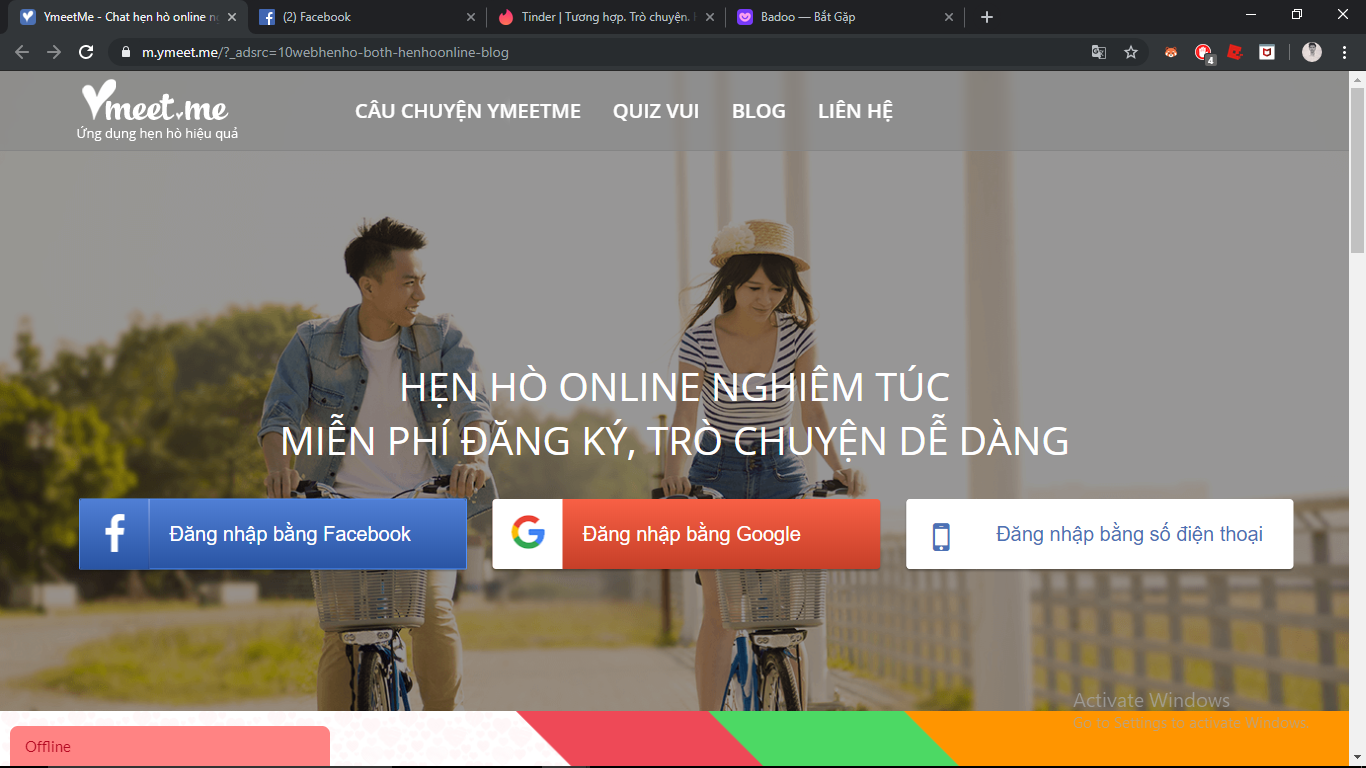 YmeetMe - Chat hẹn hò online n
(2) Facebook
Tinder | Tương hợp. Trò chuyện.
Badoo — Bắt Gặp
m.ymeet.me/?_adsrc=10webhenho-both-henhoonline-blog
4
Ymeet.me
Ứng dụng hẹn hò hiệu quả
CÂU CHUYỆN YMEETME
QUIZ VUI
BLOG
LIÊN HỆ
HẸN HÒ ONLINE NGHIÊM TÚC
MIỄN PHÍ ĐĂNG KÝ, TRÒ CHUYỆN DỄ DÀNG
Đăng nhập bằng Facebook
Đăng nhập bằng Google
Đăng nhập bằng số điện thoại
Activate Windows
Go to Settings to activate Windows.
Offline